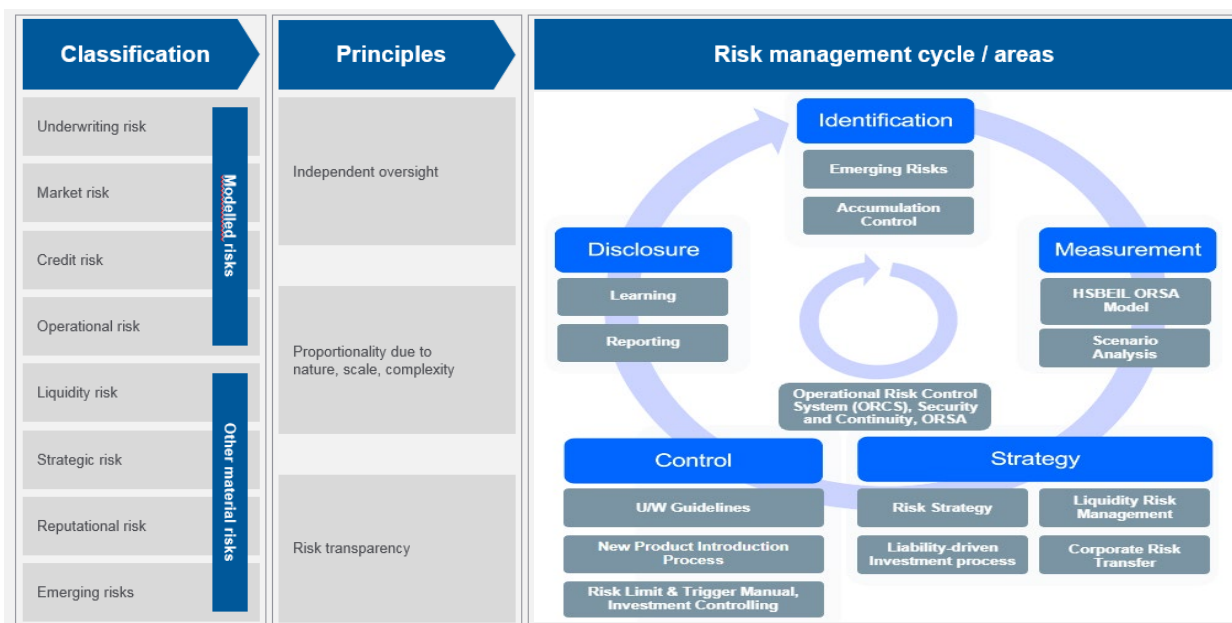 Classification
Underwriting risk
Market risk
Credit risk
Operational risk
Liquidity risk
Strategic risk
Reputational risk
Emerging risks
Modelled risks
Other material risks
Principles
Independent oversight
Proportionality due to
nature, scale, complexity
Risk transparency
Risk management cycle / areas
Identification
Emerging Risks
Accumulation
Control
Measurement
HSBEIL ORSA
Model
Scenario
Analysis
Disclosure
Learning
Reporting
Operational Risk Control
System (ORCS), Security
and Continuity, ORSA
Control
U/W Guidelines
New Product Introduction
Process
Risk Limit & Trigger Manual,
Investment Controlling
Strategy
Risk Strategy
Liquidity Risk
Management
Liability-driven
Investment process
Corporate Risk
Transfer